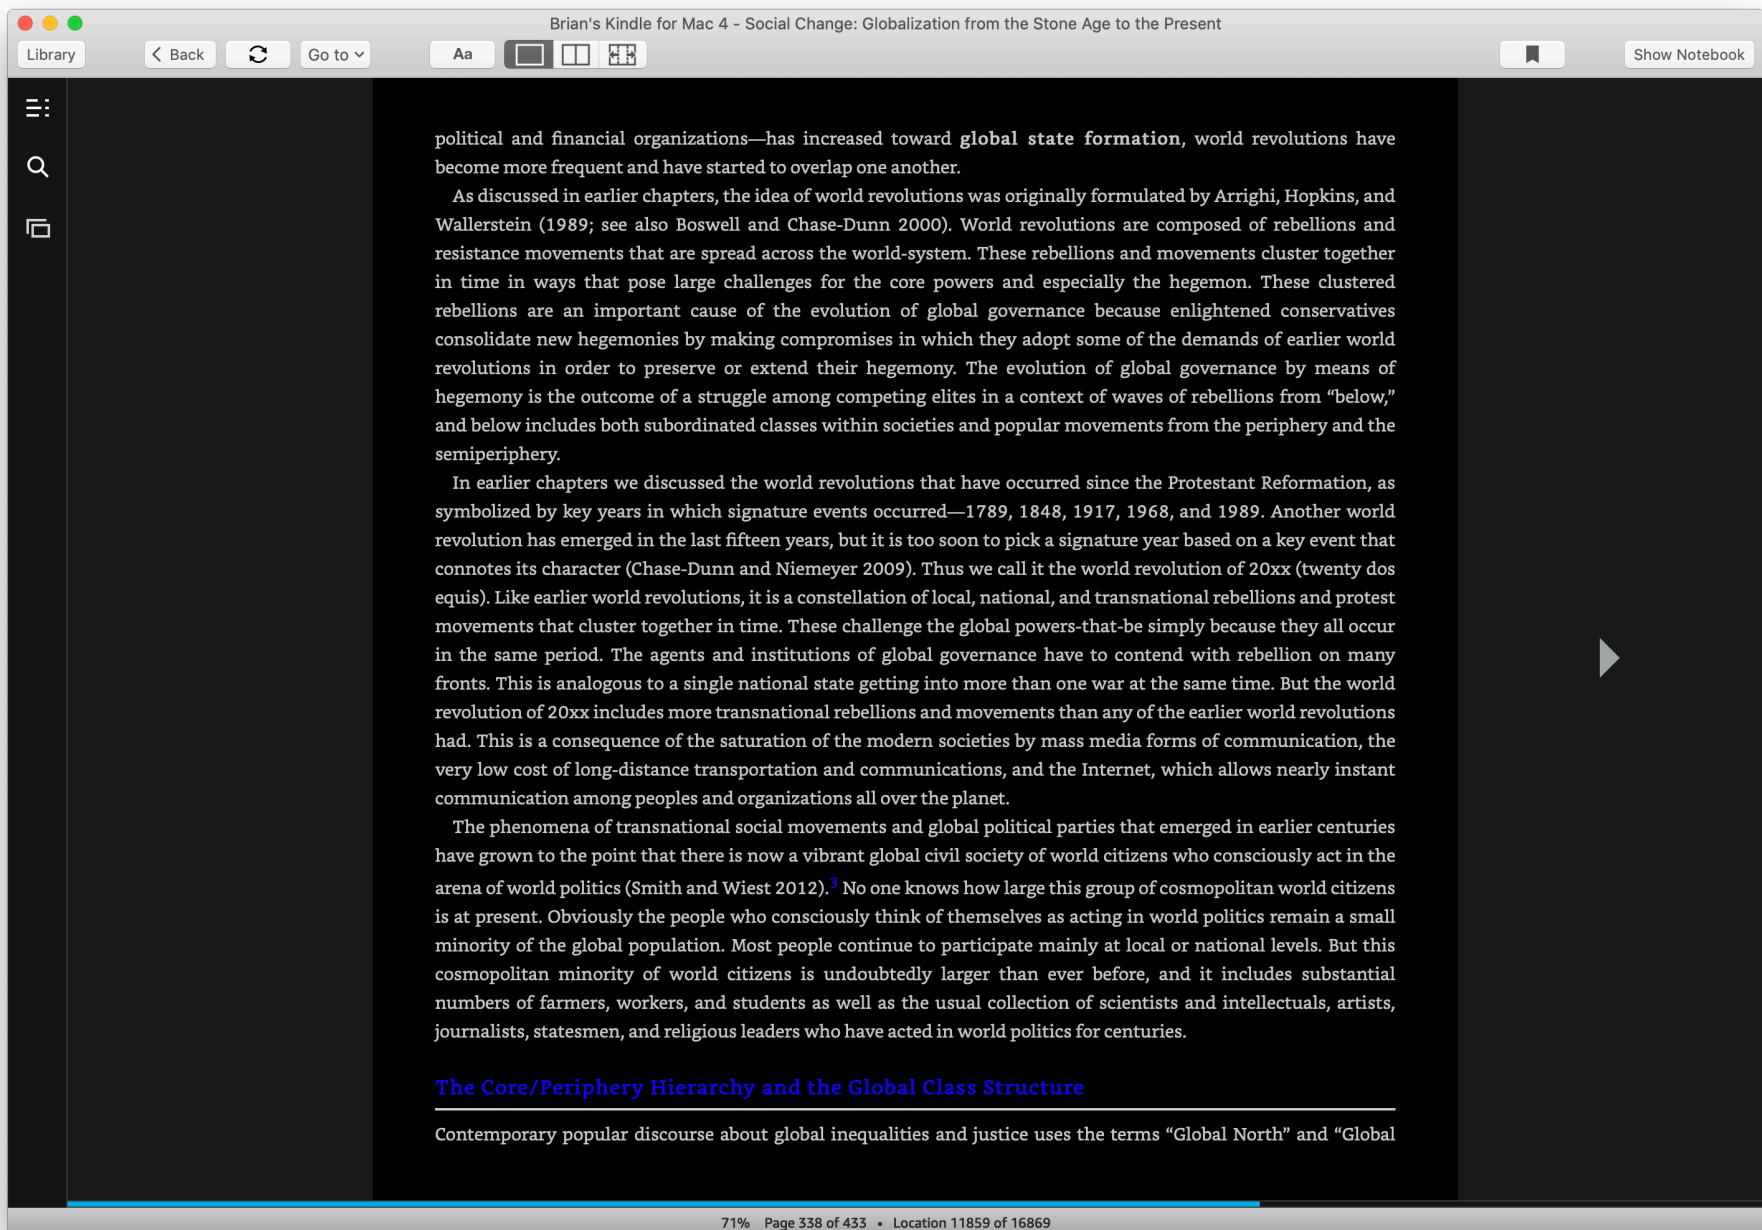 Brian's Kindle for Mac 4 - Social Change: Globalization from the Stone Age to the Present
Library
Back
Go to
Aa
Show Notebook
political and financial organizations—has increased toward global state formation, world revolutions have
become more frequent and have started to overlap one another.
As discussed in earlier chapters, the idea of world revolutions was originally formulated by Arrighi, Hopkins, and
Wallerstein (1989; see also Boswell and Chase-Dunn 2000). World revolutions are composed of rebellions and
resistance movements that are spread across the world-system. These rebellions and movements cluster together
in time in ways that pose large challenges for the core powers and especially the hegemon. These clustered
rebellions are an important cause of the evolution of global governance because enlightened conservatives
consolidate new hegemonies by making compromises in which they adopt some of the demands of earlier world
revolutions in order to preserve or extend their hegemony. The evolution of global governance by means of
hegemony is the outcome of a struggle among competing elites in a context of waves of rebellions from “below,”
and below includes both subordinated classes within societies and popular movements from the periphery and the
semiperiphery.
In earlier chapters we discussed the world revolutions that have occurred since the Protestant Reformation, as
symbolized by key years in which signature events occurred—1789, 1848, 1917, 1968, and 1989. Another world
revolution has emerged in the last fifteen years, but it is too soon to pick a signature year based on a key event that
connotes its character (Chase-Dunn and Niemeyer 2009). Thus we call it the world revolution of 20xx (twenty dos
equis). Like earlier world revolutions, it is a constellation of local, national, and transnational rebellions and protest
movements that cluster together in time. These challenge the global powers-that-be simply because they all occur
in the same period. The agents and institutions of global governance have to contend with rebellion on many
fronts. This is analogous to a single national state getting into more than one war at the same time. But the world
revolution of 20xx includes more transnational rebellions and movements than any of the earlier world revolutions
had. This is a consequence of the saturation of the modern societies by mass media forms of communication, the
very low cost of long-distance transportation and communications, and the Internet, which allows nearly instant
communication among peoples and organizations all over the planet.
The phenomena of transnational social movements and global political parties that emerged in earlier centuries
have grown to the point that there is now a vibrant global civil society of world citizens who consciously act in the
arena of world politics (Smith and Wiest 2012).3 No one knows how large this group of cosmopolitan world citizens
is at present. Obviously the people who consciously think of themselves as acting in world politics remain a small
minority of the global population. Most people continue to participate mainly at local or national levels. But this
cosmopolitan minority of world citizens is undoubtedly larger than ever before, and it includes substantial
numbers of farmers, workers, and students as well as the usual collection of scientists and intellectuals, artists,
journalists, statesmen, and religious leaders who have acted in world politics for centuries.
The Core/Periphery Hierarchy and the Global Class Structure
Contemporary popular discourse about global inequalities and justice uses the terms “Global North” and “Global
71% Page 338 of 433 • Location 11859 of 16869